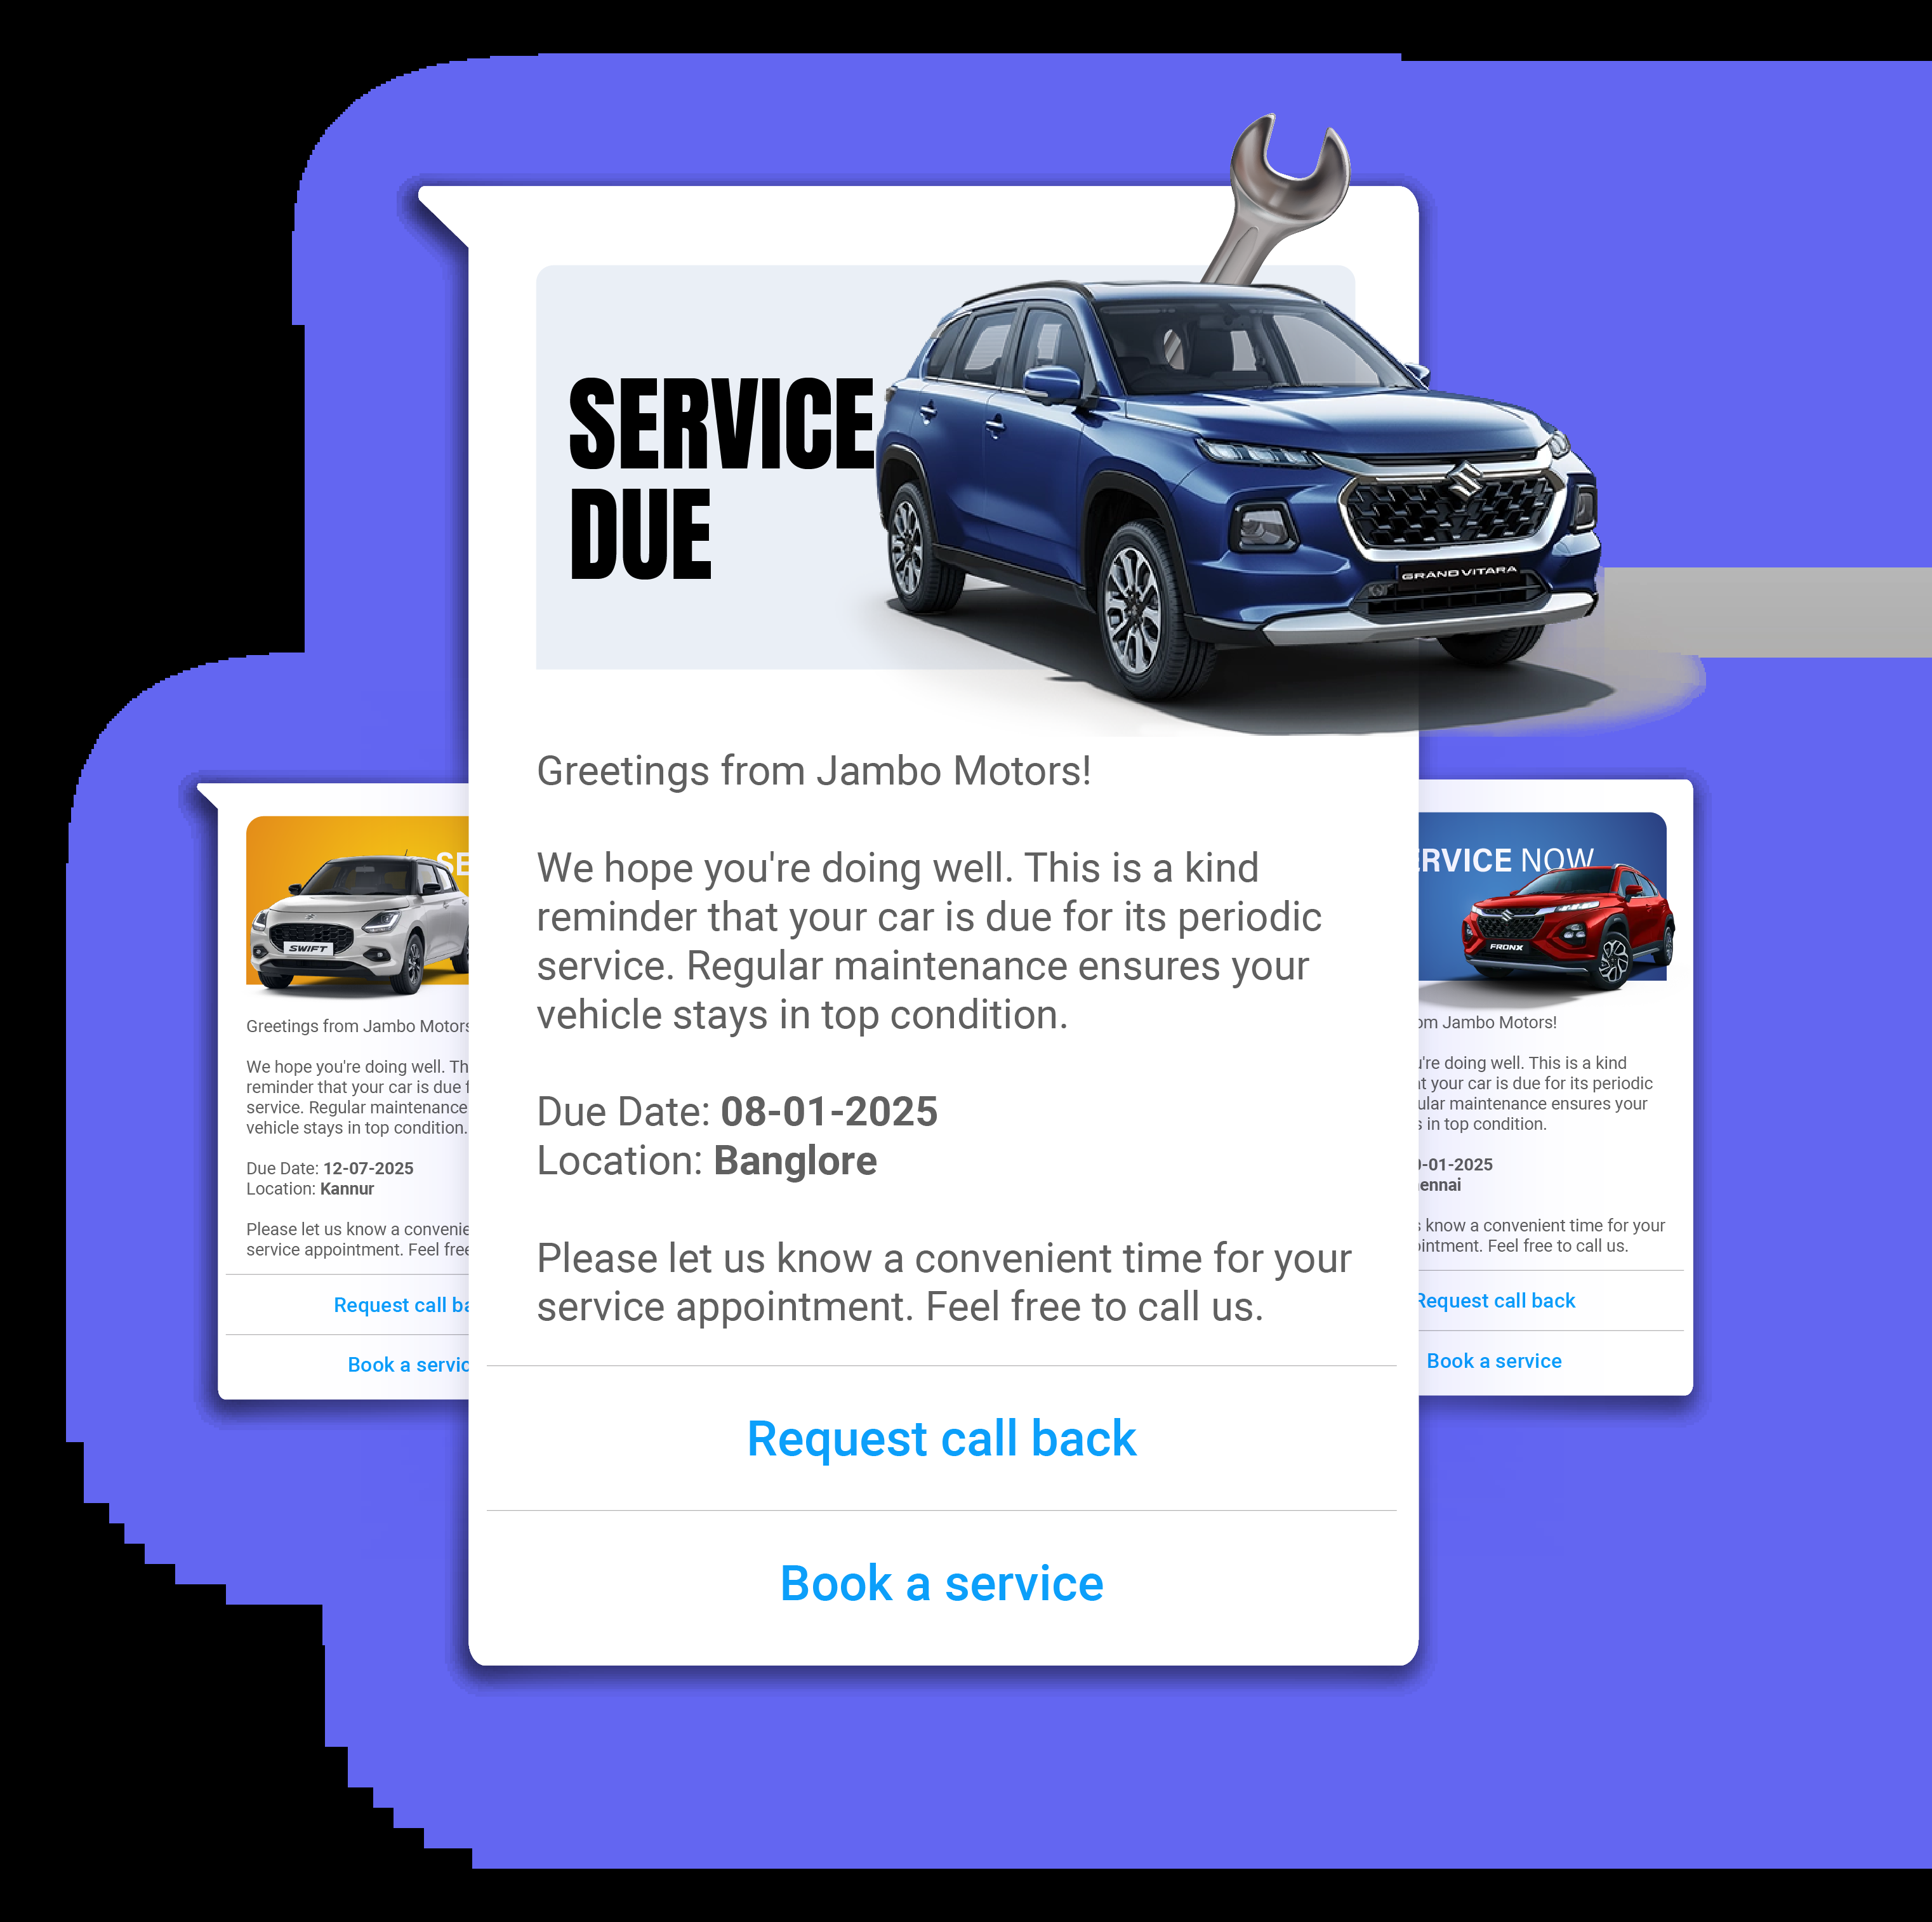 SERVICE
DUE
GRAND VITARA
Greetings from Jambo Motors!
We hope you're doing well. This is a kind
reminder that your car is due for its periodic
service. Regular maintenance ensures your
vehicle stays in top condition.
Due Date: 08-01-2025
Location: Banglore
Please let us know a convenient time for your
service appointment. Feel free to call us.
Request call back
Book a service
SE
SWIFT
Greetings from Jambo Motors
We hope you're doing well. Th
reminder that your car is due f
service. Regular maintenance
vehicle stays in top condition.
Due Date: 12-07-2025
Location: Kannur
Please let us know a convenie
service appointment. Feel free
Request call ba
Book a servic
RVICE NOW
FRONX
om Jambo Motors!
're doing well. This is a kind
t your car is due for its periodic
ular maintenance ensures your
s in top condition.
-01-2025
ennai
s know a convenient time for your
ointment. Feel free to call us.
Request call back
Book a service